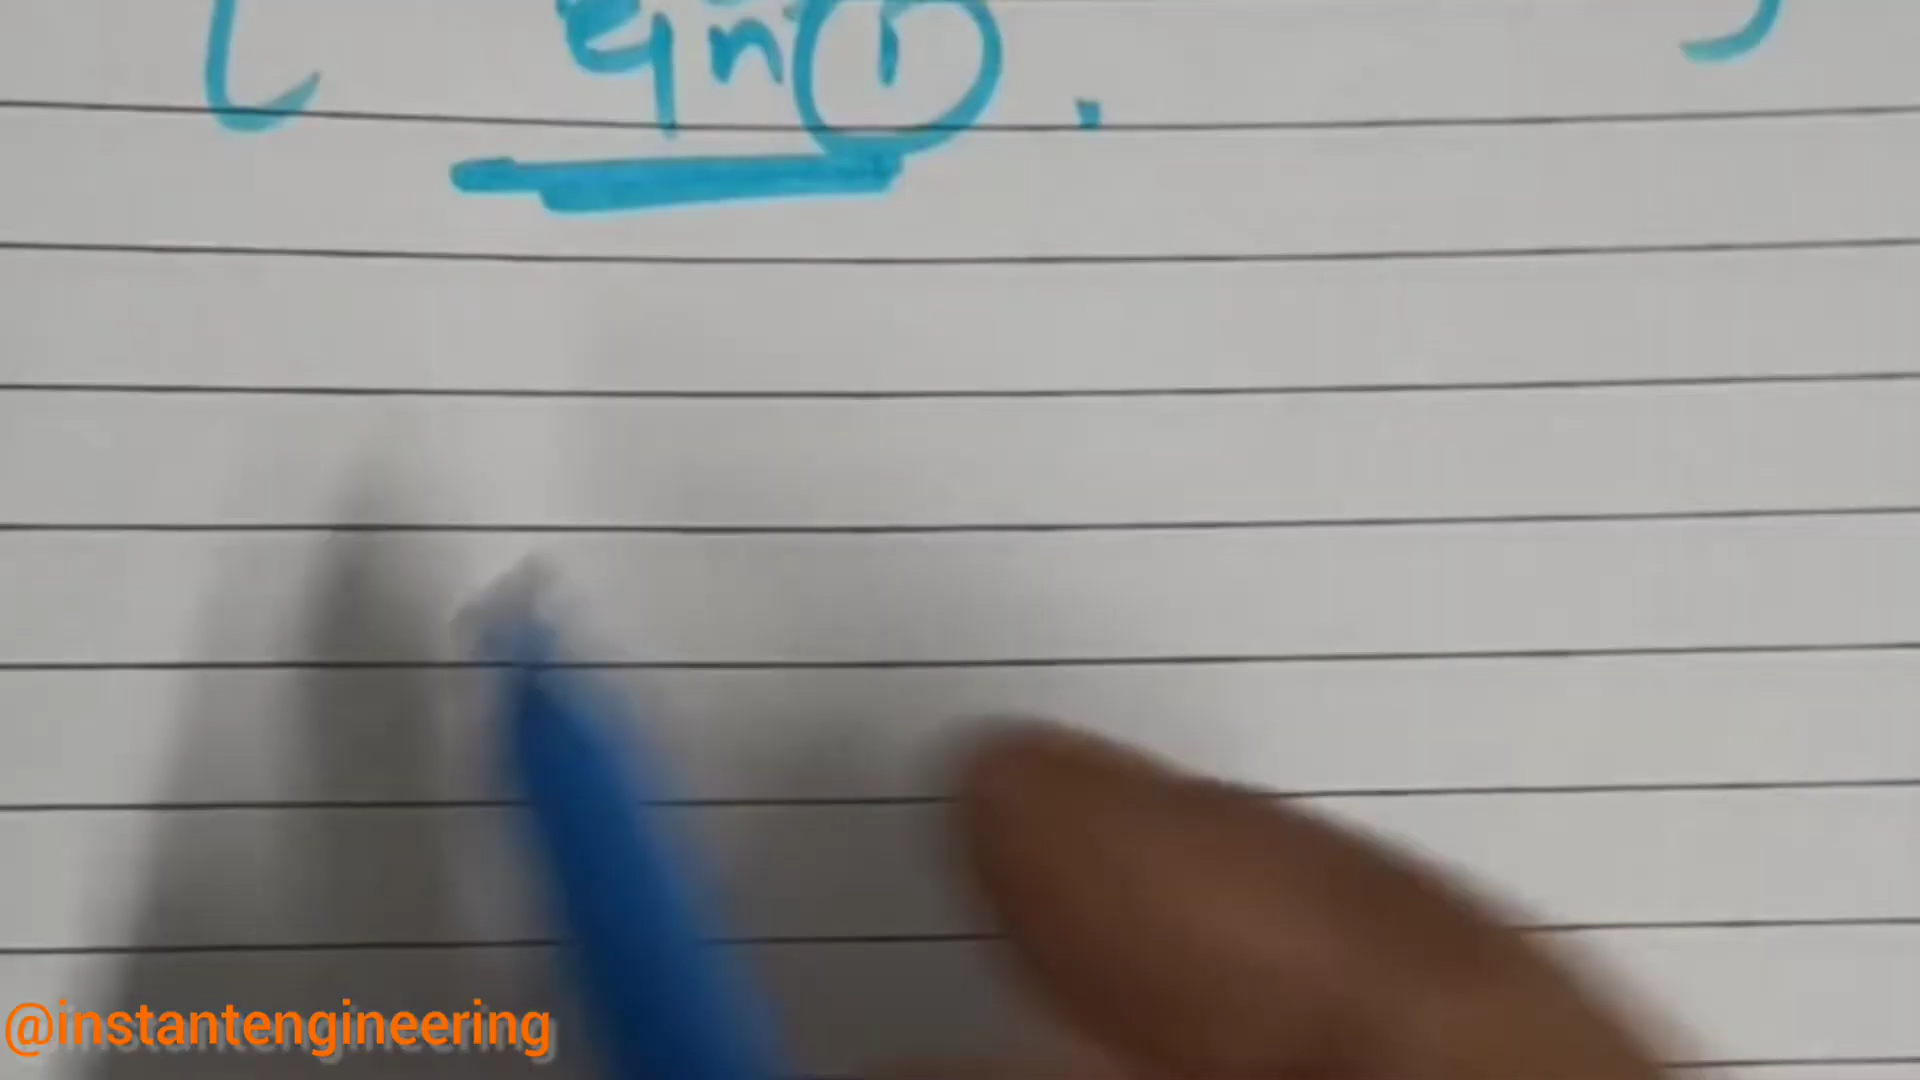 ( eqn ① . )
@instantengineering